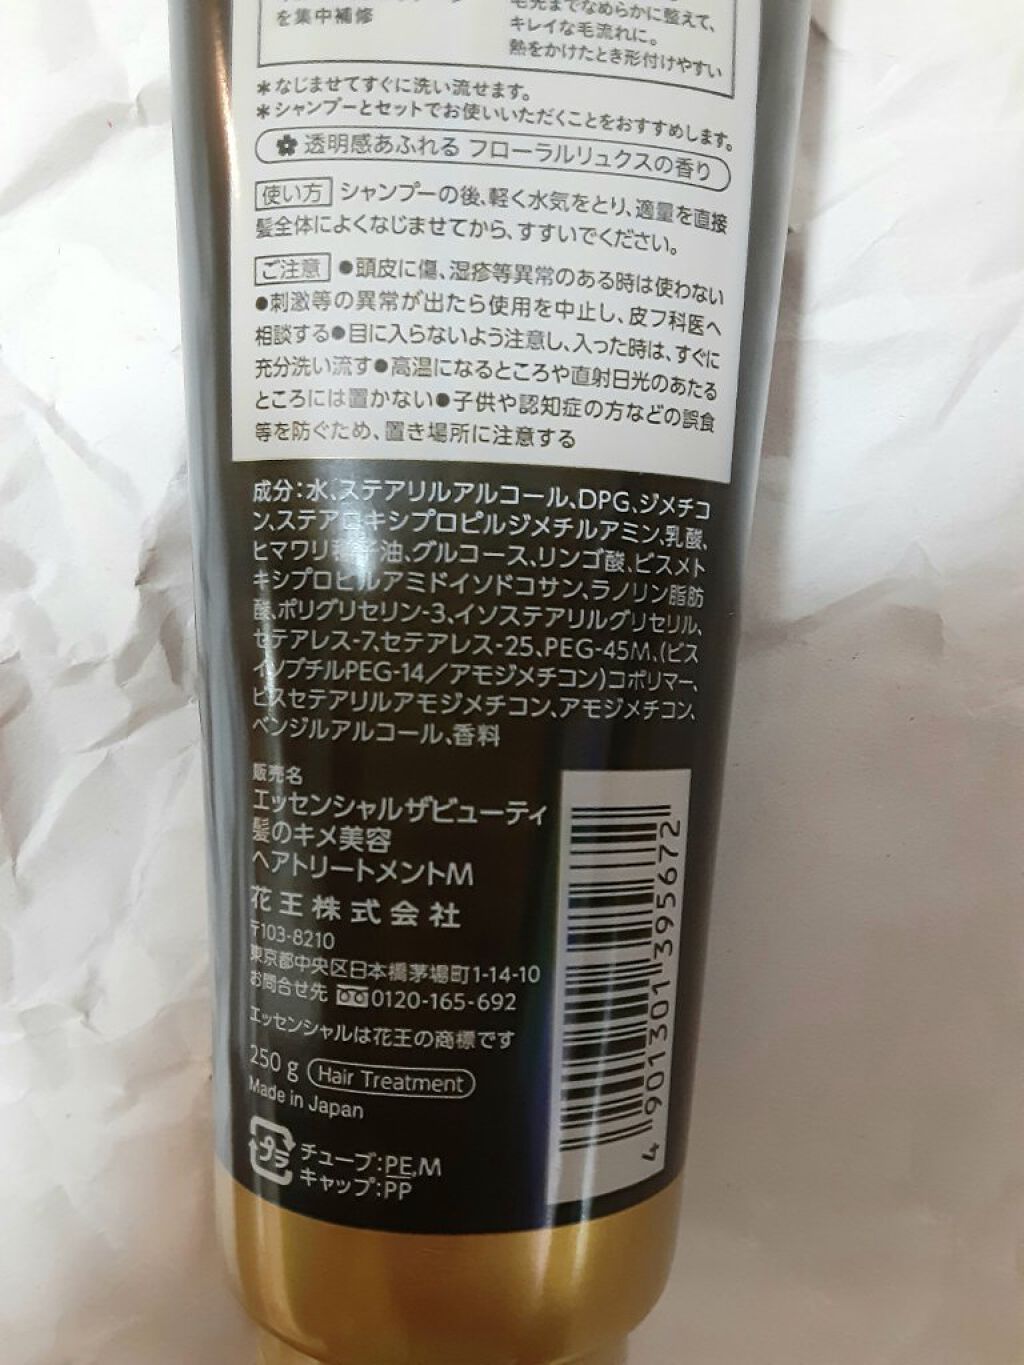 を集中補修
毛先までなめらかに整えて、
キレイな毛流れに。
熱をかけたとき形付けやすい
＊なじませてすぐに洗い流せます。
＊シャンプーとセットでお使いいただくことをおすすめします。
透明感あふれる フローラルリュクスの香り
使い方 シャンプーの後、軽く水気をとり、適量を直接
髪全体によくなじませてから、すすいでください。
ご注意 ●頭皮に傷、湿疹等異常のある時は使わない
●刺激等の異常が出たら使用を中止し、皮フ科医へ
相談する●目に入らないよう注意し、入った時は、すぐに
充分洗い流す●高温になるところや直射日光のあたる
ところには置かない●子供や認知症の方などの誤食
等を防ぐため、置き場所に注意する
成分：水、ステアリルアルコール、DPG、ジメチコ
ン、ステアロキシプロピルジメチルアミン、乳酸、
ヒマワリ種子油、グルコース、リンゴ酸、ビスメト
キシプロピルアミドイソドコサン、ラノリン脂肪
酸、ポリグリセリン-3、イソステアリルグリセリル、
セテアレス-7、セテアレス-25、PEG-45M、(ビス
イソブチルPEG-14／アモジメチコン)コポリマー、
ビスセテアリルアモジメチコン、アモジメチコン、
ベンジルアルコール、香料
販売名
エッセンシャルザビューティ
髪のキメ美容
ヘアトリートメントM
花王株式会社
〒103-8210
東京都中央区日本橋茅場町1-14-10
お問合せ先 0120-165-692
エッセンシャルは花王の商標です
250 g Hair Treatment
Made in Japan
プラ チューブ：PE,M
キャップ：PP
4 901301 395672